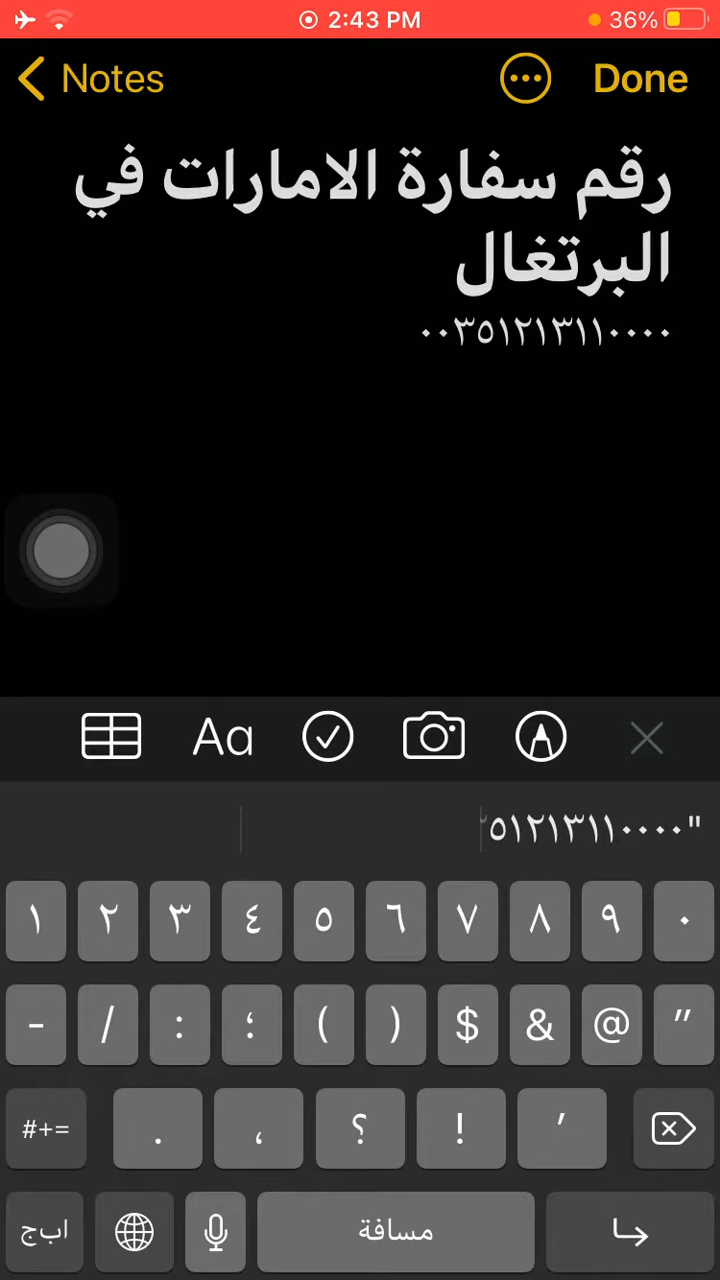 2:43 PM
36%
Notes
Done
رقم سفارة الامارات في
البرتغال
٠٠٣٥١٢١٣١١٠٠٠٠
Aa
"٥١٢١٣١١٠٠٠٠
١ ٢ ٣ ٤ ٥ ٦ ٧ ٨ ٩ ٠
- / : ؛ ( ) $ & @ ”
#+= . ، ؟ ! ’
اب‌ج مسافة